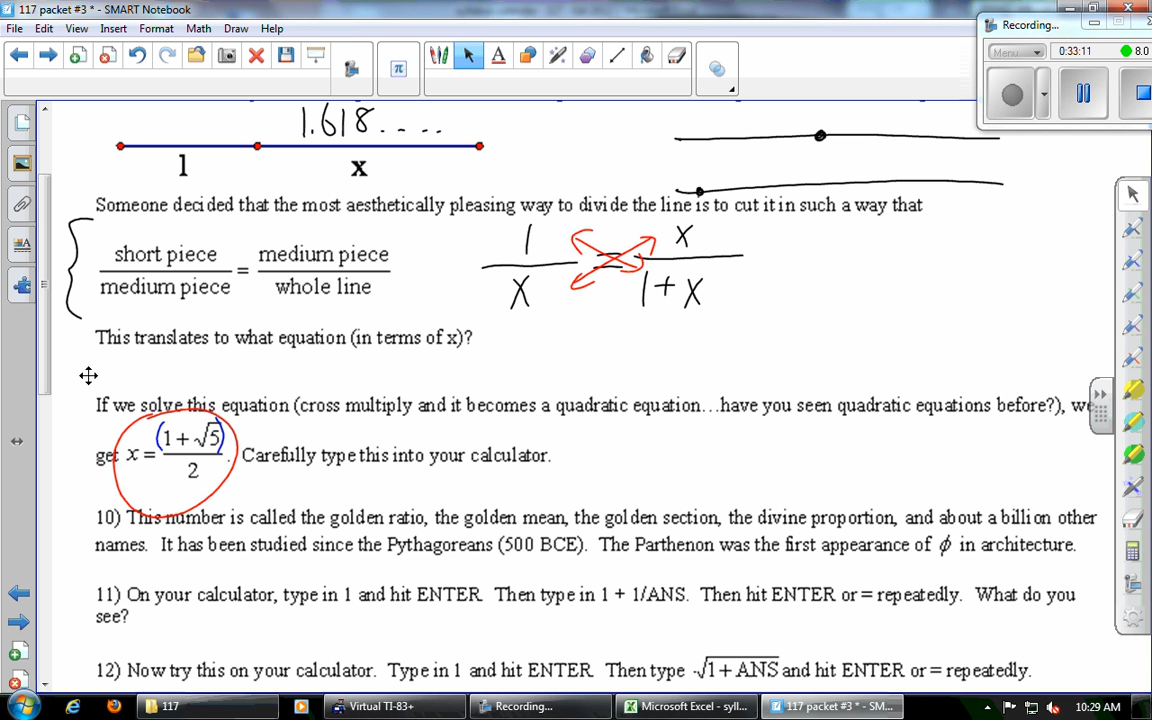 117 packet #3 * - SMART Notebook
File Edit View Insert Format Math Draw Help
Recording...
Menu 0:33:11 8.0
π
A
1.618....
1 x
Someone decided that the most aesthetically pleasing way to divide the line is to cut it in such a way that
short piece / medium piece = medium piece / whole line
1 / x = x / 1 + x
This translates to what equation (in terms of x)?
If we solve this equation (cross multiply and it becomes a quadratic equation…have you seen quadratic equations before?), we
get x = (1 + √5) / 2 . Carefully type this into your calculator.
10) This number is called the golden ratio, the golden mean, the golden section, the divine proportion, and about a billion other
names. It has been studied since the Pythagoreans (500 BCE). The Parthenon was the first appearance of ϕ in architecture.
11) On your calculator, type in 1 and hit ENTER. Then type in 1 + 1/ANS. Then hit ENTER or = repeatedly. What do you
see?
12) Now try this on your calculator. Type in 1 and hit ENTER. Then type √1 + ANS and hit ENTER or = repeatedly.
117 Virtual TI-83+ Recording... Microsoft Excel - syll... 117 packet #3 * - SM... 10:29 AM